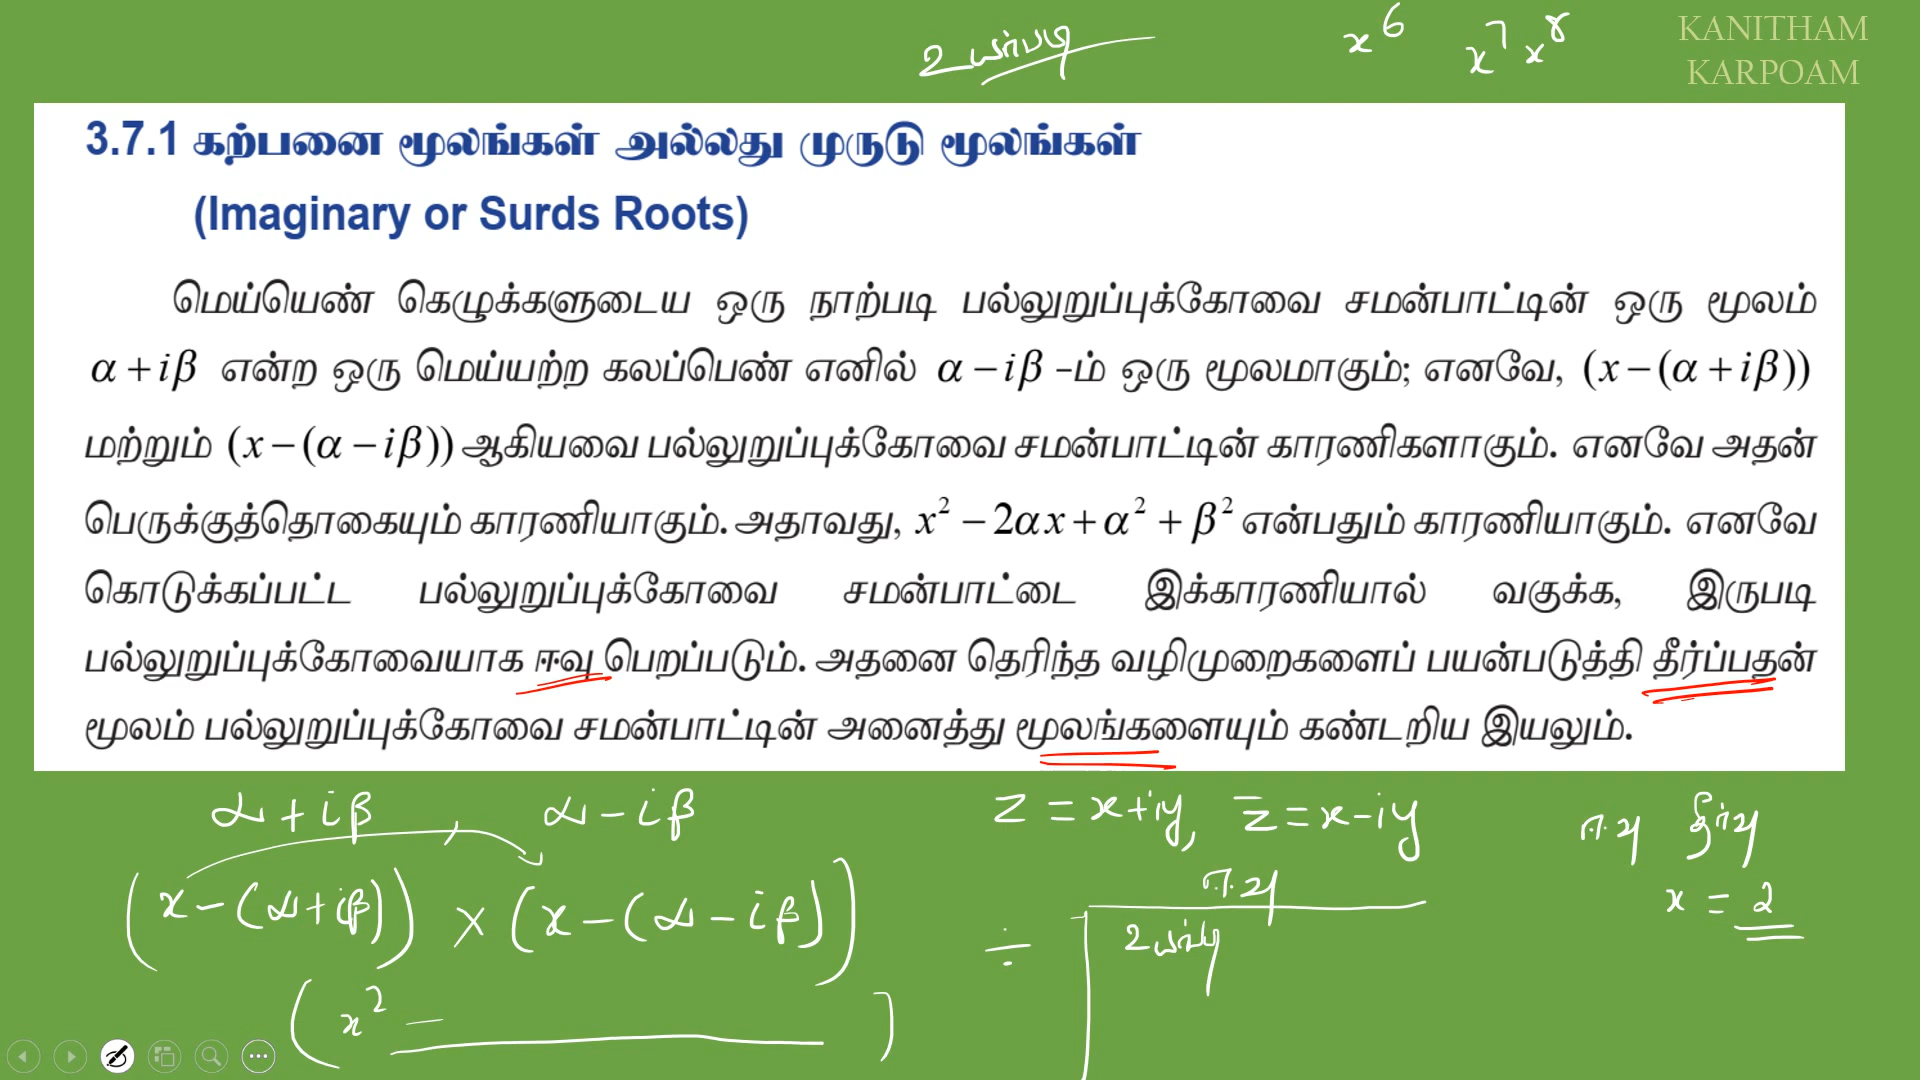 உயர்படி x⁶ x⁷ x⁸
KANITHAM
KARPOAM
3.7.1 கற்பனை மூலங்கள் அல்லது முருடு மூலங்கள்
(Imaginary or Surds Roots)
மெய்யெண் கெழுக்களுடைய ஒரு நாற்படி பல்லுறுப்புக்கோவை சமன்பாட்டின் ஒரு மூலம்
α + iβ என்ற ஒரு மெய்யற்ற கலப்பெண் எனில் α − iβ -ம் ஒரு மூலமாகும்; எனவே, (x − (α + iβ))
மற்றும் (x − (α − iβ)) ஆகியவை பல்லுறுப்புக்கோவை சமன்பாட்டின் காரணிகளாகும். எனவே அதன்
பெருக்குத்தொகையும் காரணியாகும். அதாவது, x² − 2αx + α² + β² என்பதும் காரணியாகும். எனவே
கொடுக்கப்பட்ட பல்லுறுப்புக்கோவை சமன்பாட்டை இக்காரணியால் வகுக்க, இருபடி
பல்லுறுப்புக்கோவையாக ஈவு பெறப்படும். அதனை தெரிந்த வழிமுறைகளைப் பயன்படுத்தி தீர்ப்பதன்
மூலம் பல்லுறுப்புக்கோவை சமன்பாட்டின் அனைத்து மூலங்களையும் கண்டறிய இயலும்.
α + iβ , α − iβ z = x + iy, z̄ = x − iy ஈவு தீர்வு
(x − (α + iβ)) × (x − (α − iβ)) ÷ ஈவு x = 2
உயர்படி
(x² − )